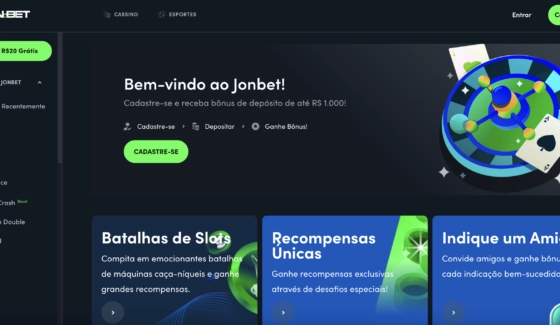 N-BET
CASSINO
ESPORTES
Entrar
R$20 Grátis
JONBET
Recentemente
Bem-vindo ao Jonbet!
Cadastre-se e receba bônus de depósito de até R$ 1.000!
Cadastre-se › Depositar › Ganhe Bônus!
CADASTRE-SE
ce
Crash Novo!
Double
Batalhas de Slots
Compita em emocionantes batalhas
de máquinas caça-níqueis e ganhe
grandes recompensas.
Recompensas
Únicas
Ganhe recompensas exclusivas
através de desafios especiais!
Indique um Ami
Convide amigos e ganhe bônu
cada indicação bem-sucedid